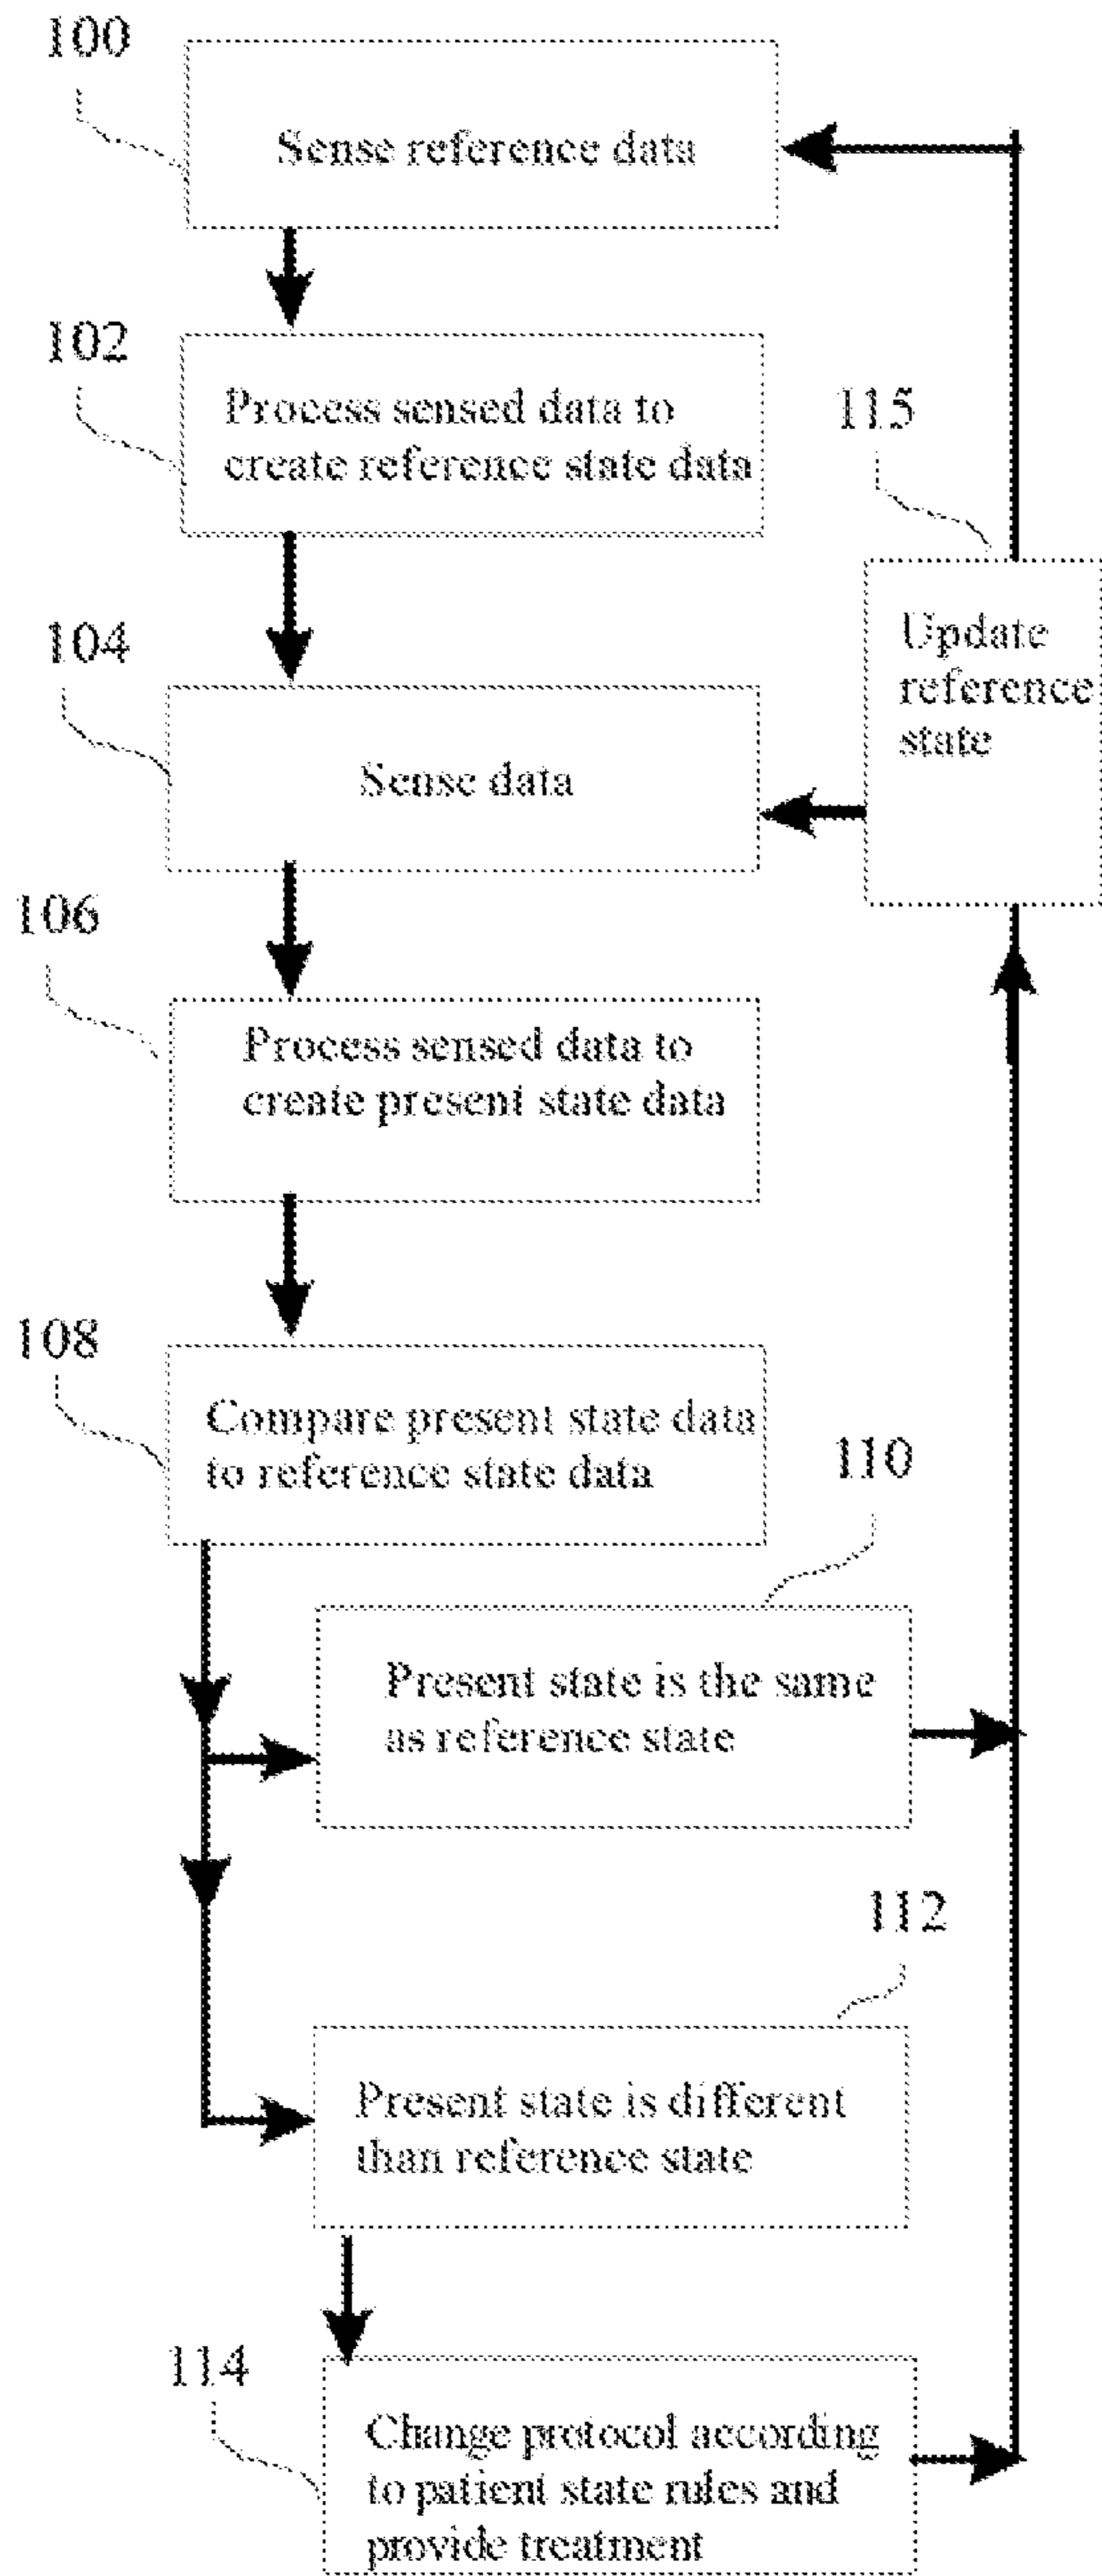 100
Sense reference data
102
Process sensed data to
create reference state data
115
Update
reference
state
104
Sense data
106
Process sensed data to
create present state data
108
Compare present state data
to reference state data
110
Present state is the same
as reference state
112
Present state is different
than reference state
114
Change protocol according
to patient state rules and
provide treatment